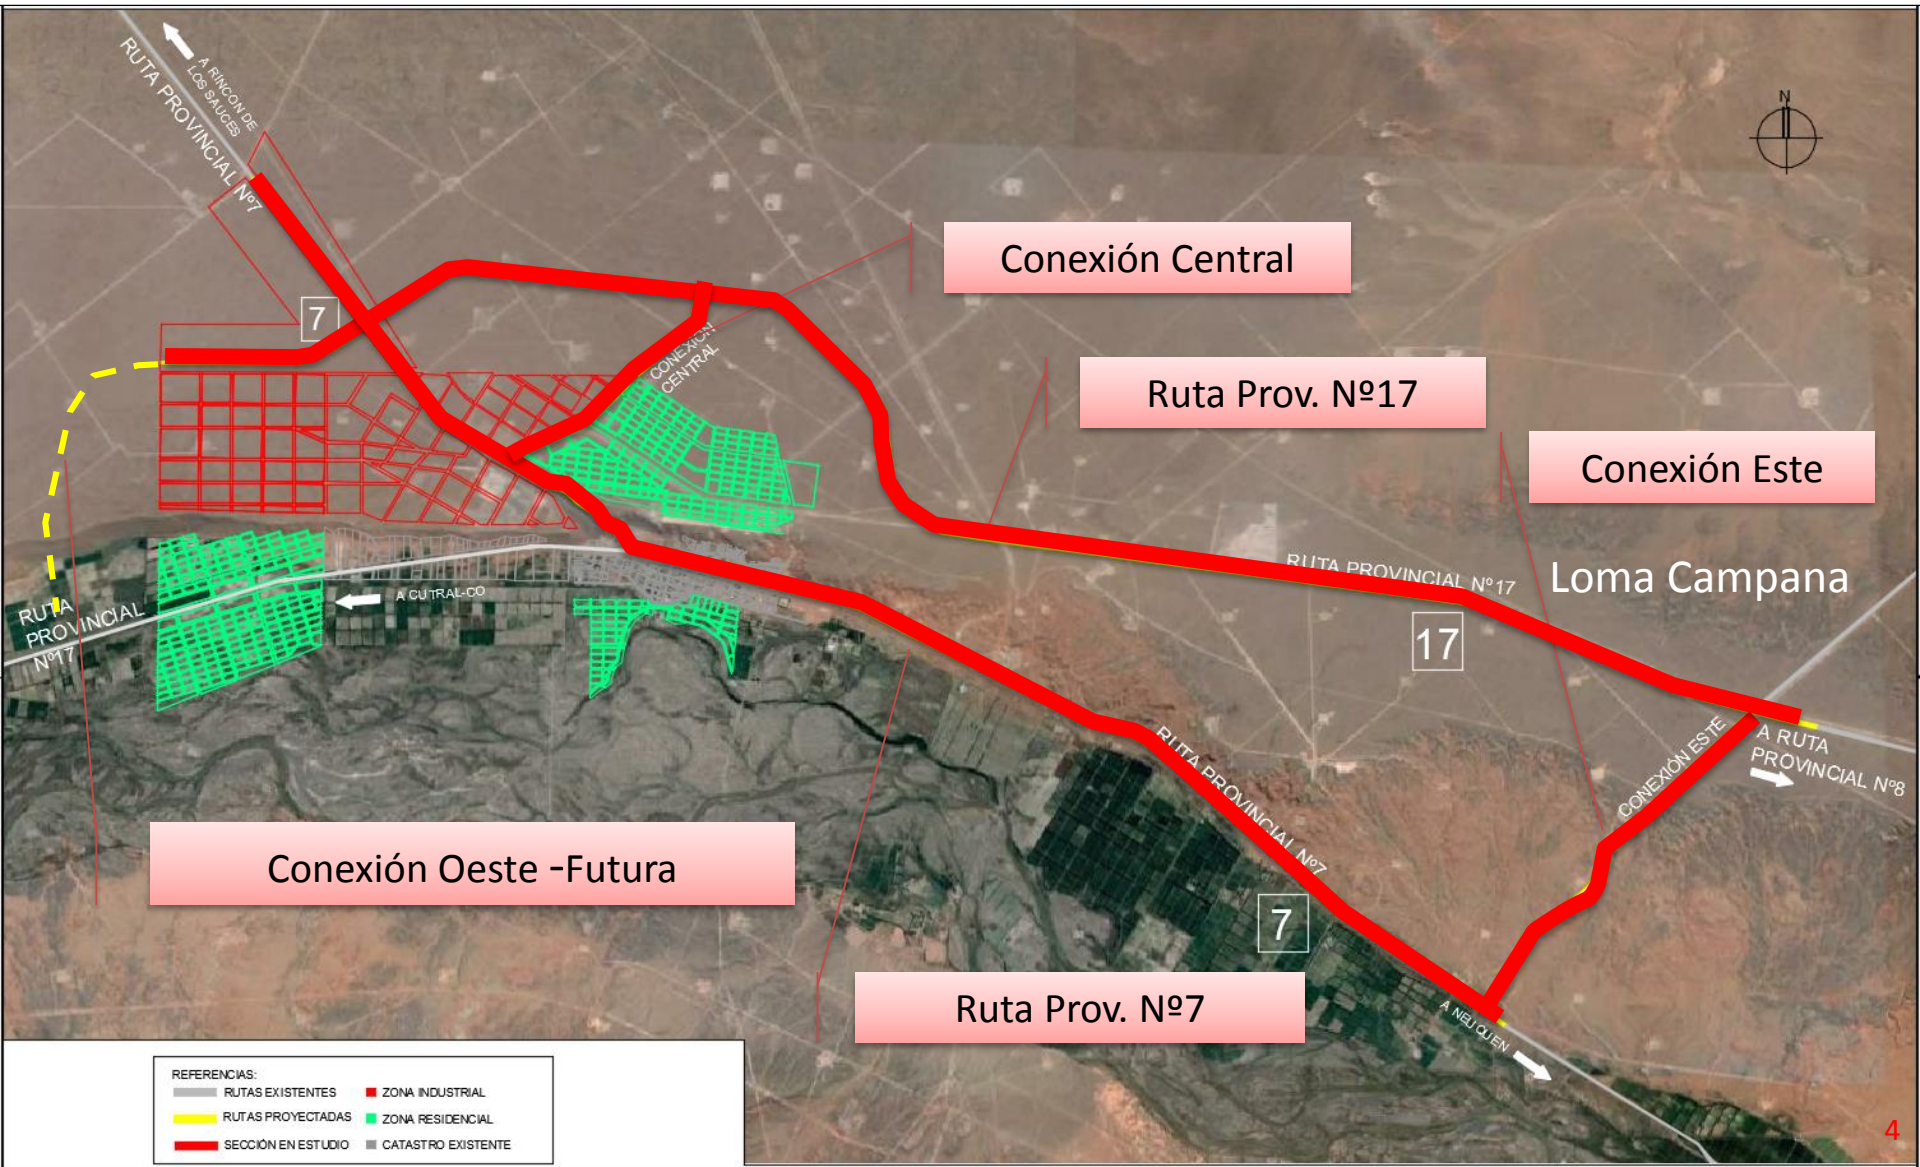 A RINCON DE
LOS SAUCES
RUTA PROVINCIAL Nº7
N
Conexión Central
7
CONEXIÓN
CENTRAL
Ruta Prov. Nº17
Conexión Este
RUTA PROVINCIAL Nº17
Loma Campana
A CUTRAL-CO
RUTA
PROVINCIAL
Nº17
17
CONEXIÓN ESTE
A RUTA
PROVINCIAL Nº8
RUTA PROVINCIAL Nº7
Conexión Oeste -Futura
7
Ruta Prov. Nº7
A NEUQUEN
REFERENCIAS:
RUTAS EXISTENTES
ZONA INDUSTRIAL
RUTAS PROYECTADAS
ZONA RESIDENCIAL
SECCIÓN EN ESTUDIO
CATASTRO EXISTENTE
4